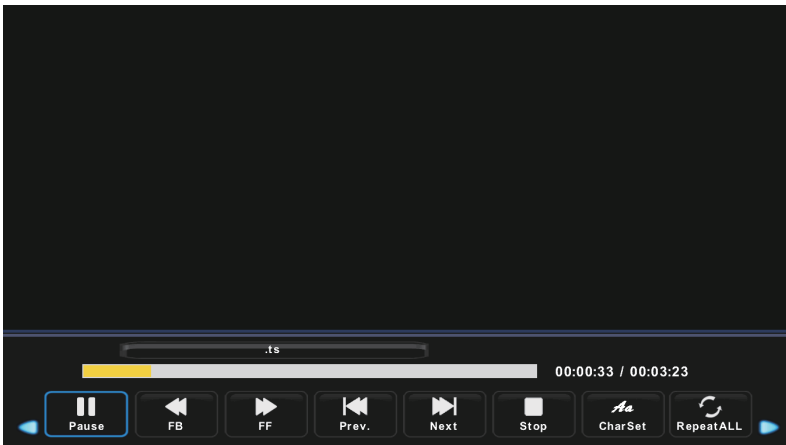 .ts
00:00:33 / 00:03:23
Pause FB FF Prev. Next Stop Aa CharSet RepeatALL